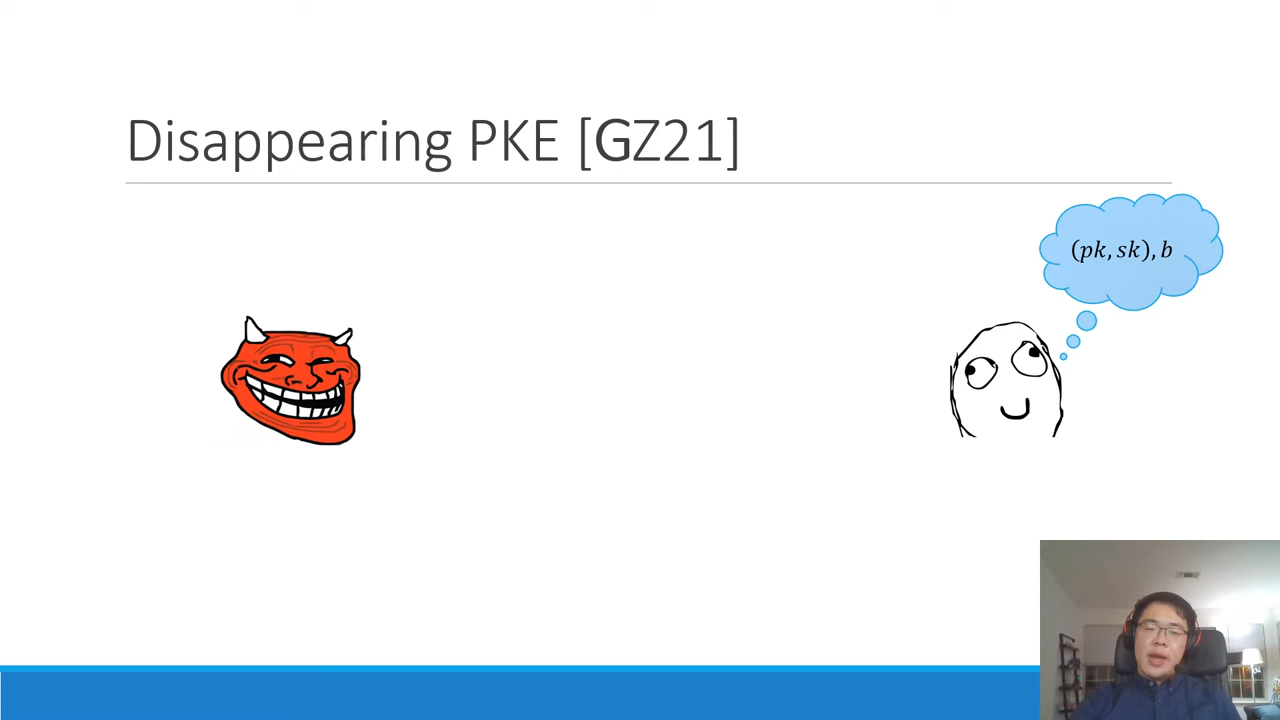 Disappearing PKE [GZ21]
(pk, sk), b